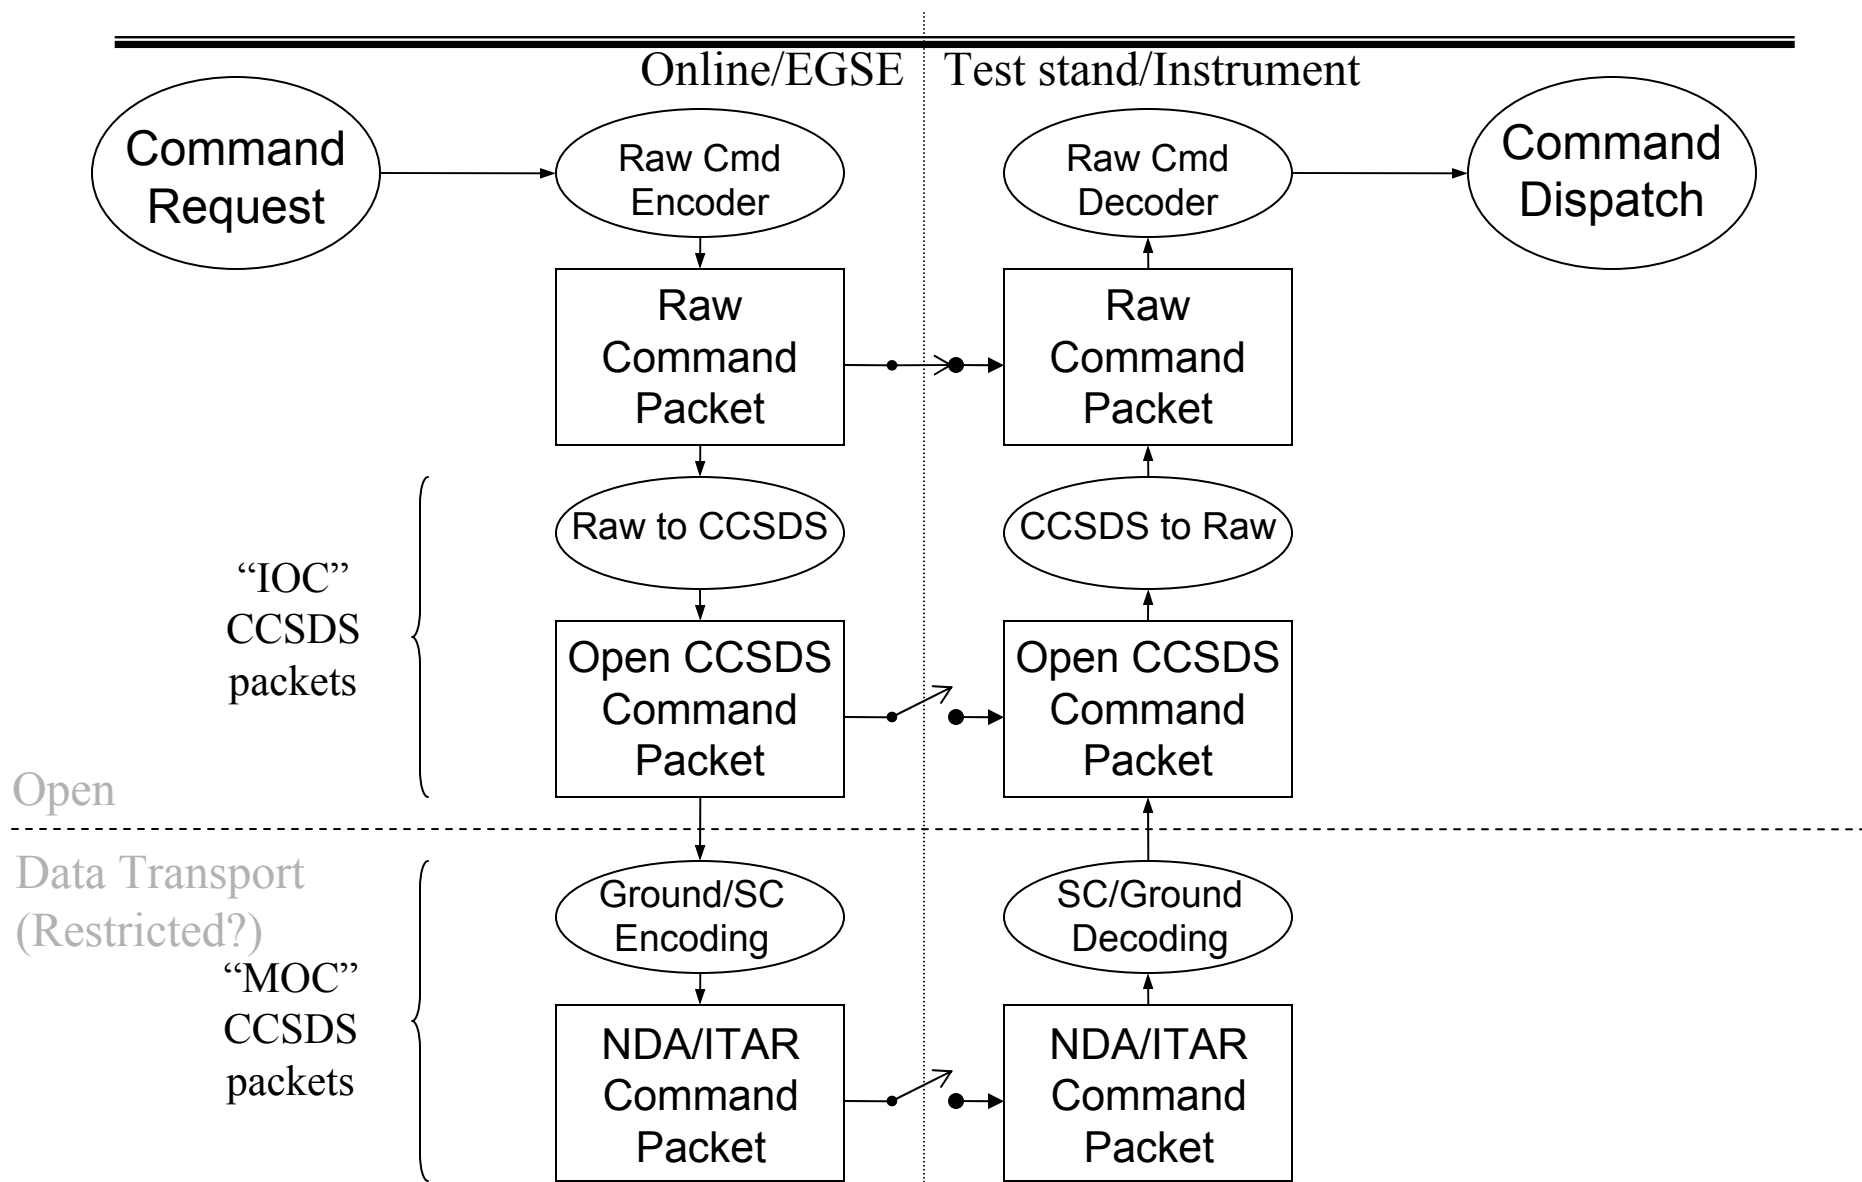 Online/EGSE
Test stand/Instrument
Command
Request
Raw Cmd
Encoder
Raw Cmd
Decoder
Command
Dispatch
Raw
Command
Packet
Raw
Command
Packet
Raw to CCSDS
CCSDS to Raw
“IOC”
CCSDS
packets
Open CCSDS
Command
Packet
Open CCSDS
Command
Packet
Open
Data Transport
(Restricted?)
Ground/SC
Encoding
SC/Ground
Decoding
“MOC”
CCSDS
packets
NDA/ITAR
Command
Packet
NDA/ITAR
Command
Packet